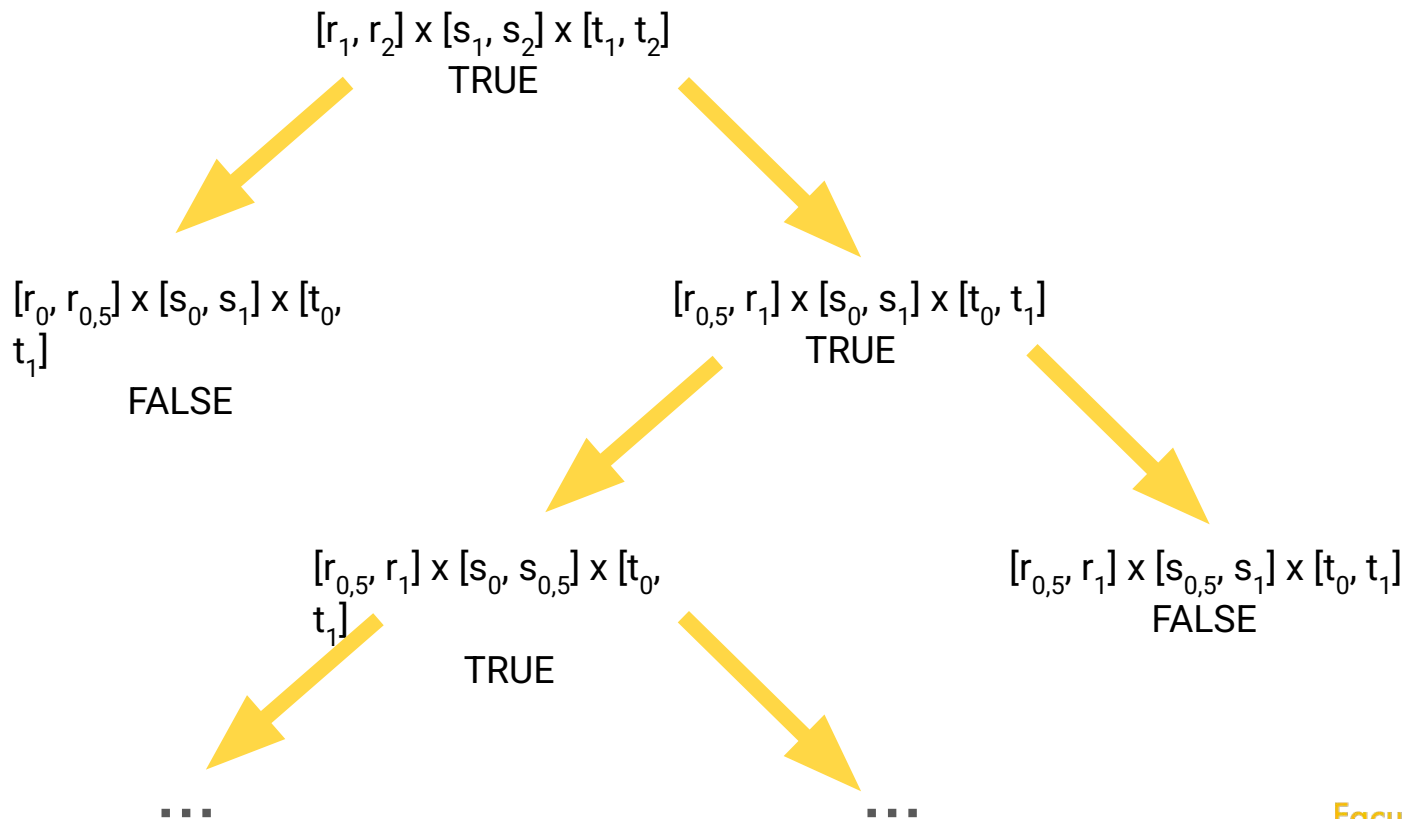 [r₁, r₂] x [s₁, s₂] x [t₁, t₂]
TRUE
[r₀, r₀,₅] x [s₀, s₁] x [t₀,
t₁]
FALSE
[r₀,₅, r₁] x [s₀, s₁] x [t₀, t₁]
TRUE
[r₀,₅, r₁] x [s₀, s₀,₅] x [t₀,
t₁]
TRUE
[r₀,₅, r₁] x [s₀,₅, s₁] x [t₀, t₁]
FALSE
... ...